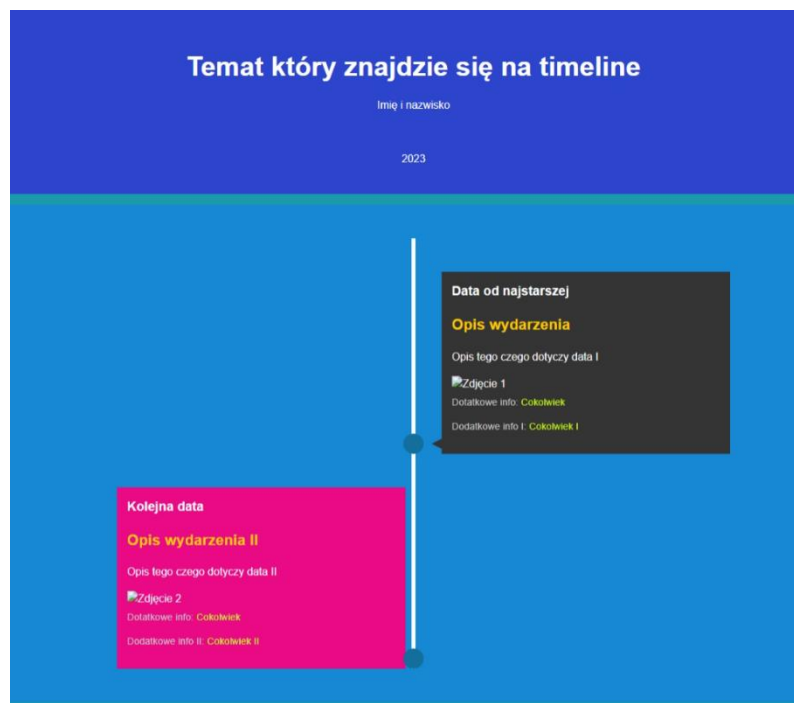 Temat który znajdzie się na timeline
Imię i nazwisko
2023
Data od najstarszej
Opis wydarzenia
Opis tego czego dotyczy data I
Zdjęcie 1
Dotatkowe info: Cokolwiek
Dodatkowe info I: Cokolwiek I
Kolejna data
Opis wydarzenia II
Opis tego czego dotyczy data II
Zdjęcie 2
Dotatkowe info: Cokolwiek
Dodatkowe info II: Cokolwiek II